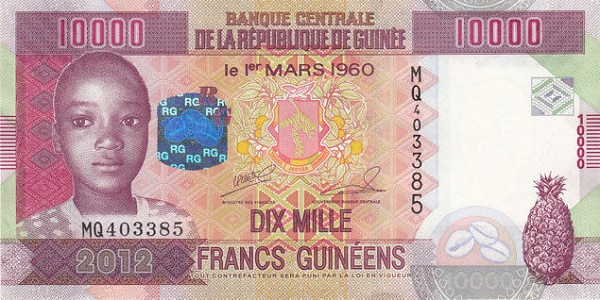 10000 BANQUE CENTRALE 10000
DE LA RÉPUBLIQUE DE GUINÉE
le 1er MARS 1960
MQ403385
RG RG
RG
RG
RG RG
10000
MINISTRE DES FINANCES GOUVERNEUR BANQUE CENTRALE
MQ403385
DIX MILLE
2012 FRANCS GUINÉENS
TOUT CONTREFACTEUR SERA PUNI PAR LA LOI EN VIGUEUR
10000